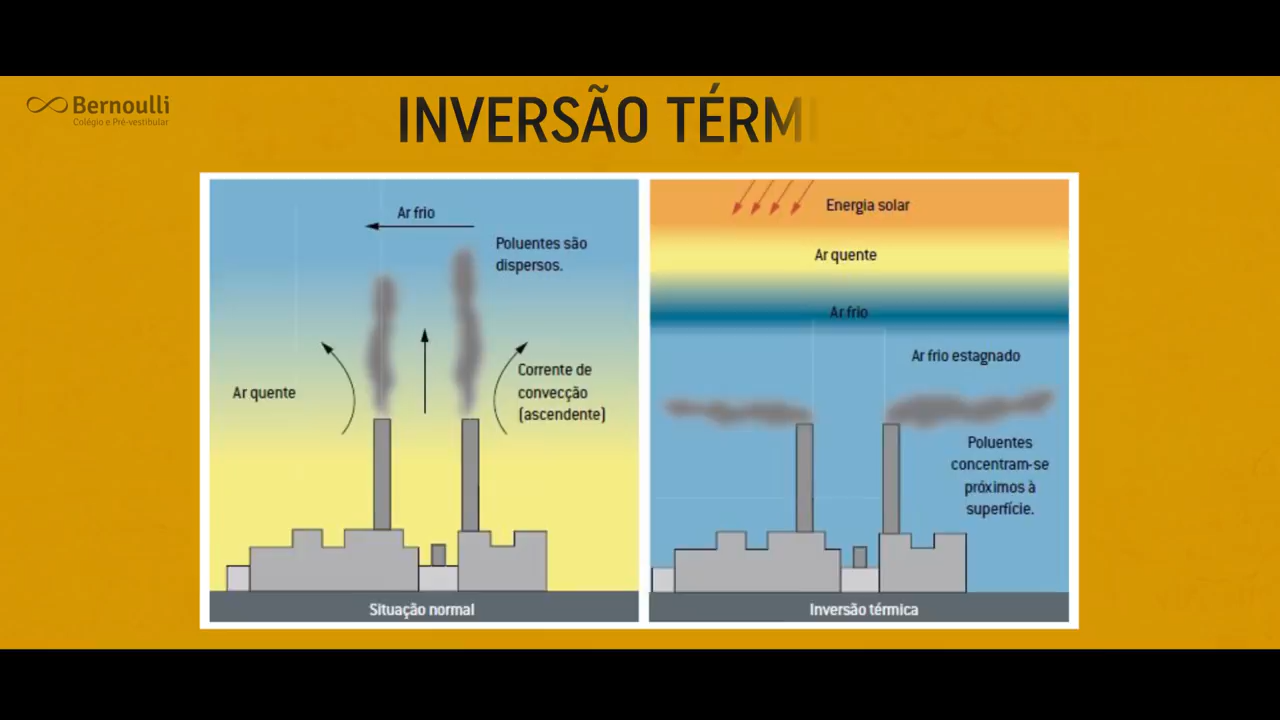 Bernoulli
Colégio e Pré-vestibular
INVERSÃO TÉRMI
Ar frio
Poluentes são
dispersos.
Ar quente
Corrente de
convecção
(ascendente)
Situação normal
Energia solar
Ar quente
Ar frio
Ar frio estagnado
Poluentes
concentram-se
próximos à
superfície.
Inversão térmica